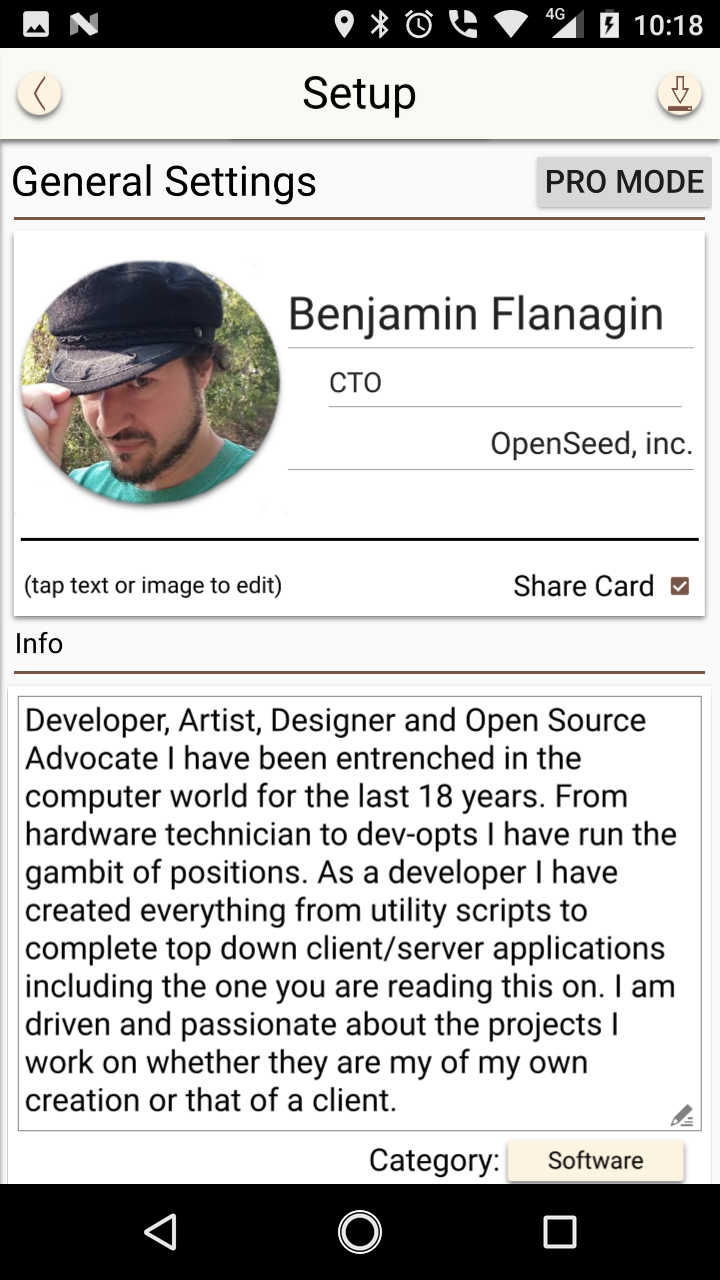 4G 10:18
Setup
General Settings PRO MODE
Benjamin Flanagin
CTO
OpenSeed, inc.
(tap text or image to edit) Share Card
Info
Developer, Artist, Designer and Open Source
Advocate I have been entrenched in the
computer world for the last 18 years. From
hardware technician to dev-opts I have run the
gambit of positions. As a developer I have
created everything from utility scripts to
complete top down client/server applications
including the one you are reading this on. I am
driven and passionate about the projects I
work on whether they are my of my own
creation or that of a client.
Category: Software